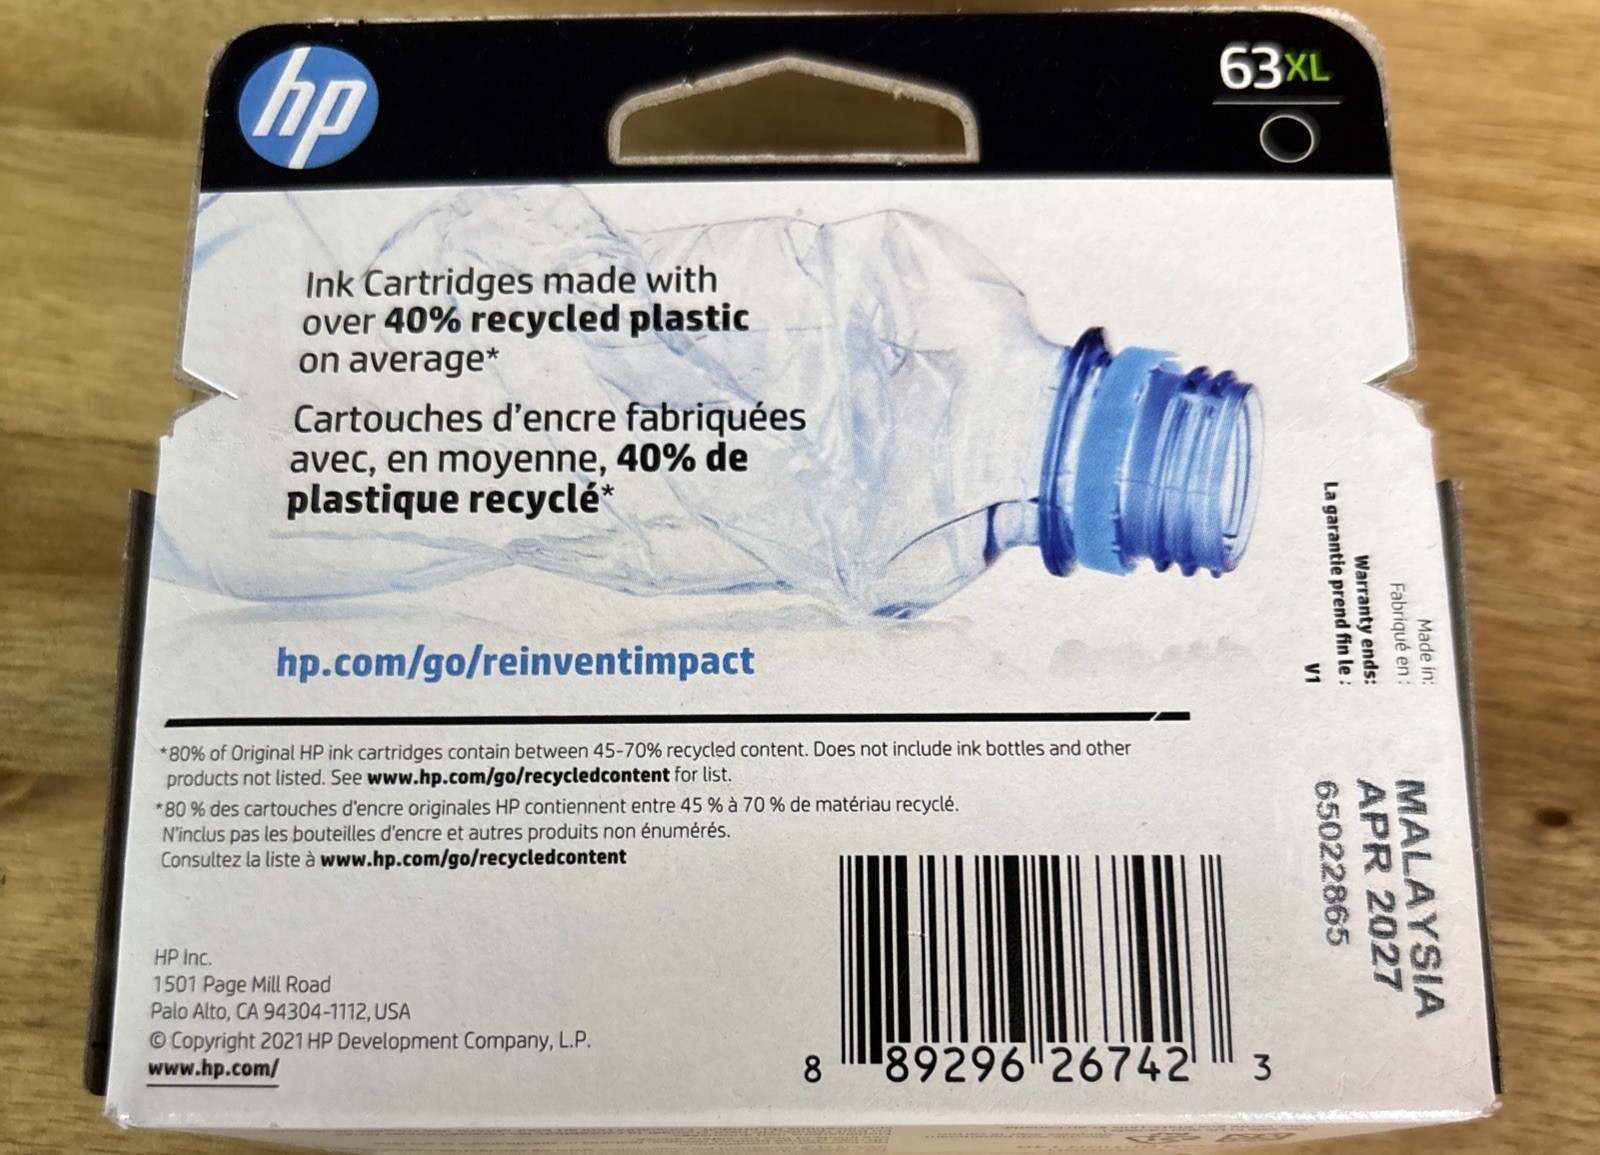 hp
63XL
Ink Cartridges made with
over 40% recycled plastic
on average*
Cartouches d'encre fabriquées
avec, en moyenne, 40% de
plastique recyclé*
hp.com/go/reinventimpact
*80% of Original HP ink cartridges contain between 45-70% recycled content. Does not include ink bottles and other
products not listed. See www.hp.com/go/recycledcontent for list.
*80 % des cartouches d'encre originales HP contiennent entre 45 % à 70 % de matériau recyclé.
N'inclus pas les bouteilles d'encre et autres produits non énumérés.
Consultez la liste à www.hp.com/go/recycledcontent
HP Inc.
1501 Page Mill Road
Palo Alto, CA 94304-1112, USA
© Copyright 2021 HP Development Company, L.P.
www.hp.com/
8 89296 26742 3
Made in:
Fabriqué en :
Warranty ends:
La garantie prend fin le :
V1
MALAYSIA
APR 2027
65022865